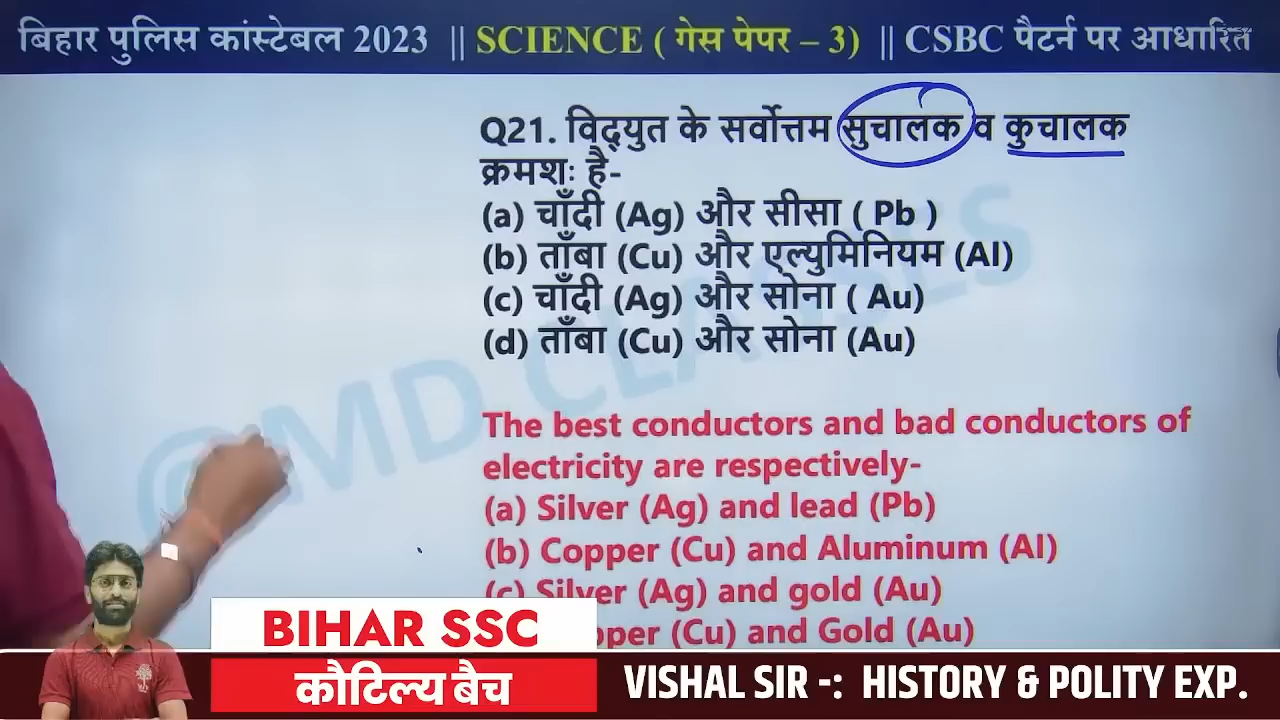 बिहार पुलिस कांस्टेबल 2023 || SCIENCE ( गेस पेपर – 3) || CSBC पैटर्न पर आधारित
Q21. विद्युत के सर्वोत्तम सुचालक व कुचालक
क्रमशः है-
(a) चाँदी (Ag) और सीसा ( Pb )
(b) ताँबा (Cu) और एल्युमिनियम (Al)
(c) चाँदी (Ag) और सोना ( Au)
(d) ताँबा (Cu) और सोना (Au)
@MD CLASSES
The best conductors and bad conductors of
electricity are respectively-
(a) Silver (Ag) and lead (Pb)
(b) Copper (Cu) and Aluminum (Al)
(c) Silver (Ag) and gold (Au)
(Cu) and Gold (Au)
BIHAR SSC
कौटिल्य बैच
VISHAL SIR -: HISTORY & POLITY EXP.